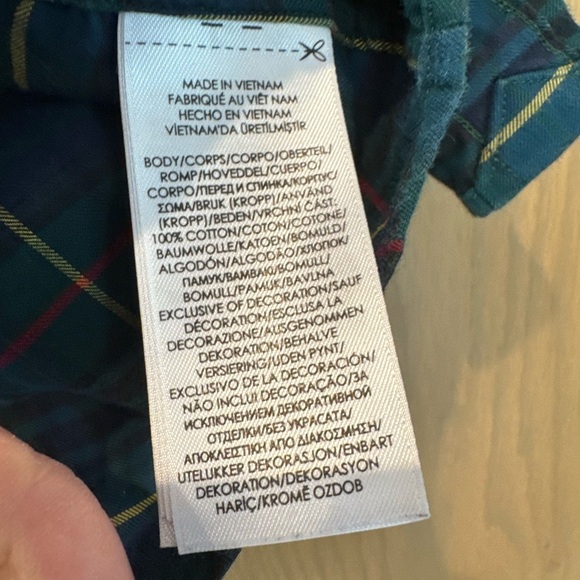 MADE IN VIETNAM
FABRIQUÉ AU VIÊT NAM
HECHO EN VIETNAM
VİETNAM'DA ÜRETİLMİŞTİR
BODY/CORPS/CORPO/OBERTEIL/
ROMP/HOVEDDEL/CUERPO/
CORPO/ПЕРЕД И СПИНКА/КОРПУС/
ΣΩΜΑ/BRUK (KROPP)/ANVÄND
(KROPP)/BEDEN/VRCHNÍ ČÁST:
100% COTTON/COTON/COTONE/
BAUMWOLLE/KATOEN/BOMULD/
ALGODÓN/ALGODÃO/ХЛОПОК/
ПАМУК/ΒΑΜΒΑΚΙ/BOMULL/
BOMULL/PAMUK/BAVLNA
EXCLUSIVE OF DECORATION/SAUF
DÉCORATION/ESCLUSA LA
DECORAZIONE/AUSGENOMMEN
DEKORATION/BEHALVE
VERSIERING/UDEN PYNT/
EXCLUSIVO DE LA DECORACIÓN/
NÃO INCLUI DECORAÇÃO/ЗА
ИСКЛЮЧЕНИЕМ ДЕКОРАТИВНОЙ
ОТДЕЛКИ/БЕЗ УКРАСАТА/
ΑΠΟΚΛΕΙΣΤΙΚΗ ΑΠΟ ΔΙΑΚΟΣΜΗΣΗ/
UTELUKKER DEKORASJON/ENBART
DEKORATION/DEKORASYON
HARİÇ/KROMĚ OZDOB